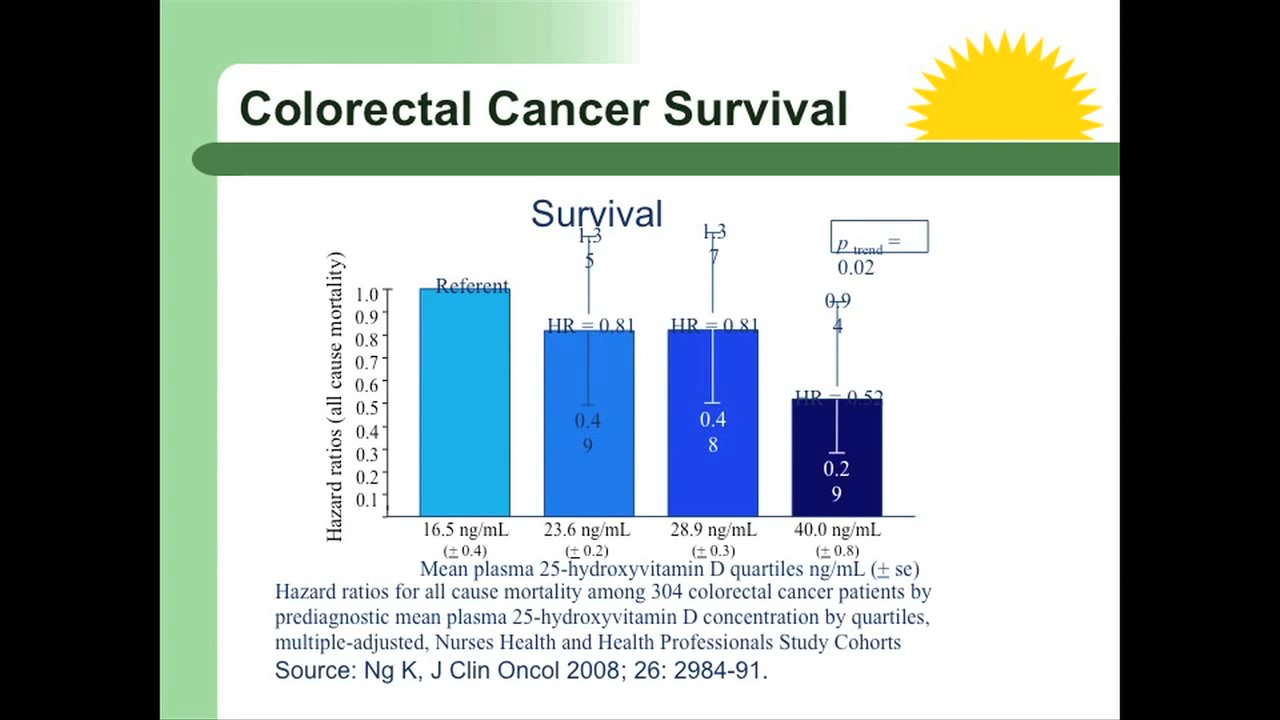 Colorectal Cancer Survival
Survival
1.3
5
1.3
7
p trend =
0.02
0.9
4
Referent
HR = 0.81
HR = 0.81
HR = 0.52
Hazard ratios (all cause mortality)
1.0
0.9
0.8
0.7
0.6
0.5
0.4
0.3
0.2
0.1
0.4
9
0.4
8
0.2
9
16.5 ng/mL
(± 0.4)
23.6 ng/mL
(± 0.2)
28.9 ng/mL
(± 0.3)
40.0 ng/mL
(± 0.8)
Mean plasma 25-hydroxyvitamin D quartiles ng/mL (± se)
Hazard ratios for all cause mortality among 304 colorectal cancer patients by
prediagnostic mean plasma 25-hydroxyvitamin D concentration by quartiles,
multiple-adjusted, Nurses Health and Health Professionals Study Cohorts
Source: Ng K, J Clin Oncol 2008; 26: 2984-91.